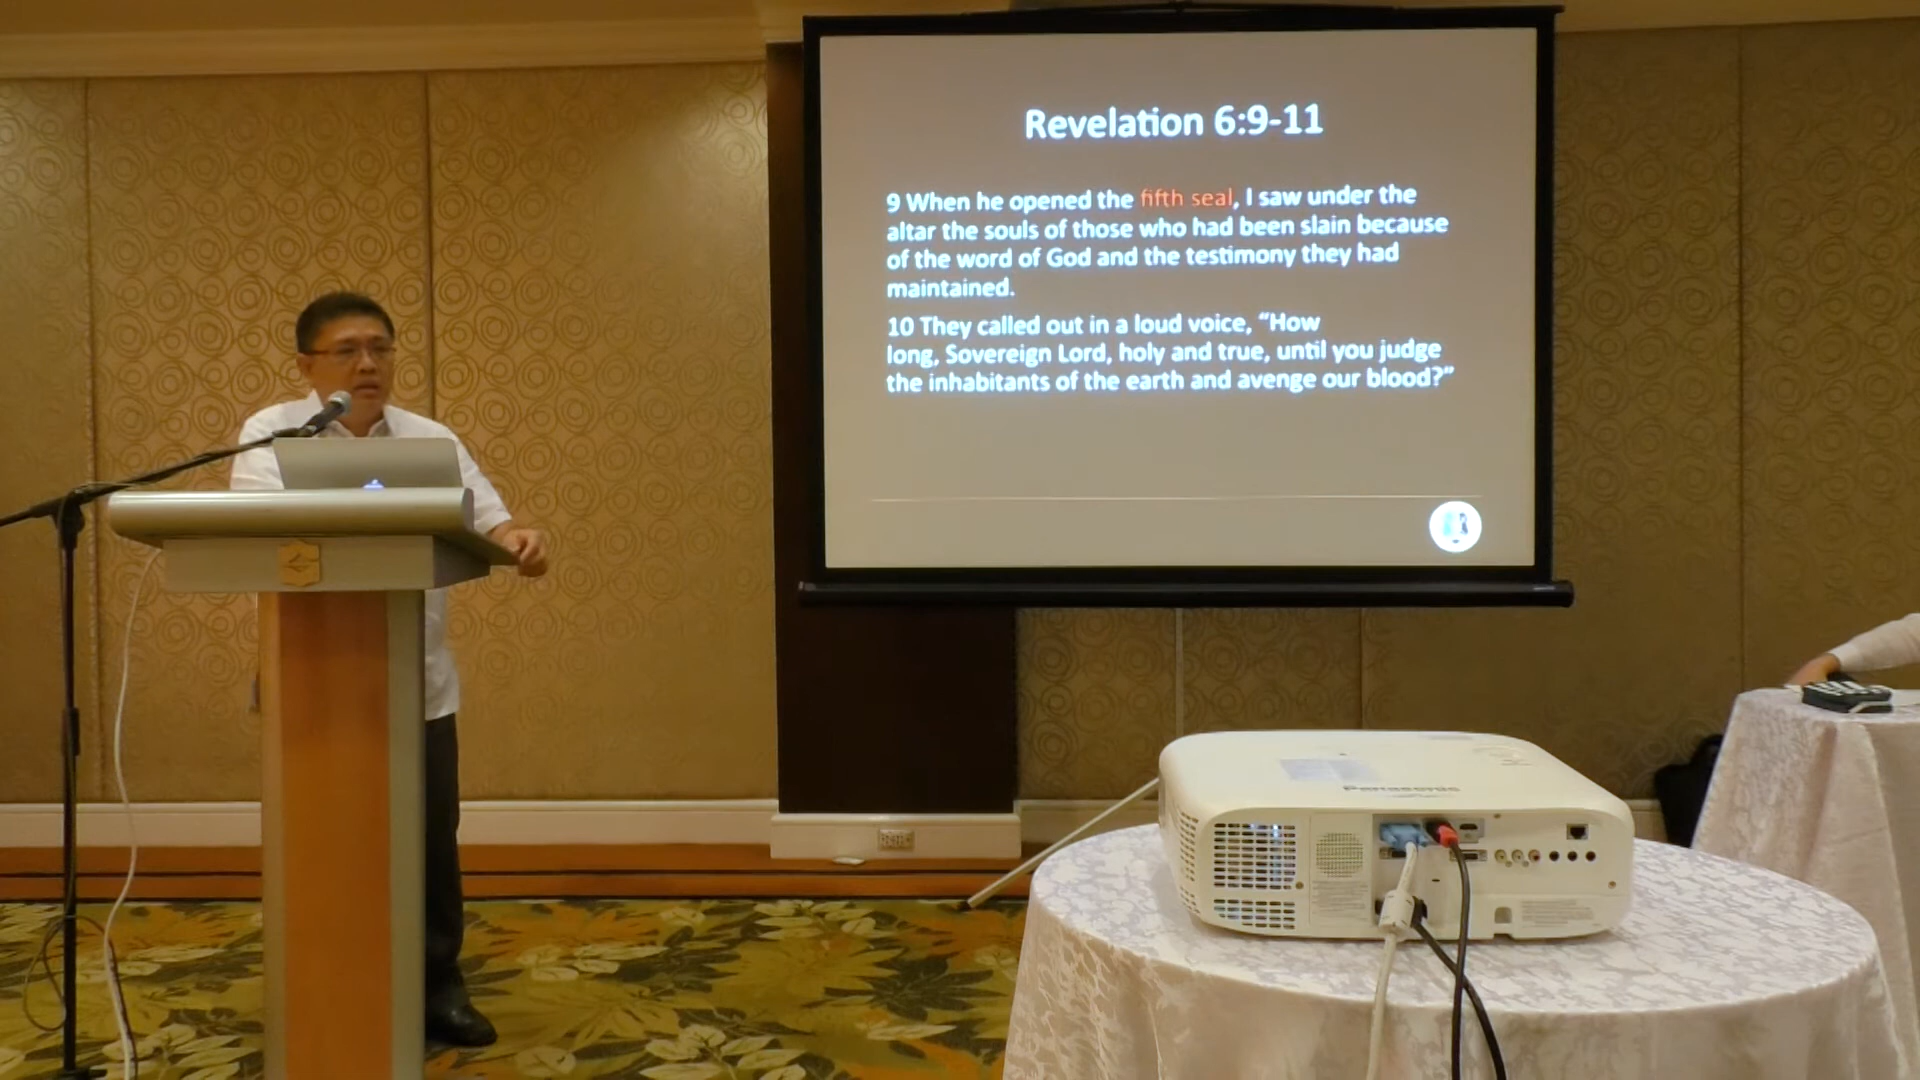 Revelation 6:9-11
9 When he opened the fifth seal, I saw under the
altar the souls of those who had been slain because
of the word of God and the testimony they had
maintained.
10 They called out in a loud voice, “How
long, Sovereign Lord, holy and true, until you judge
the inhabitants of the earth and avenge our blood?”
Panasonic